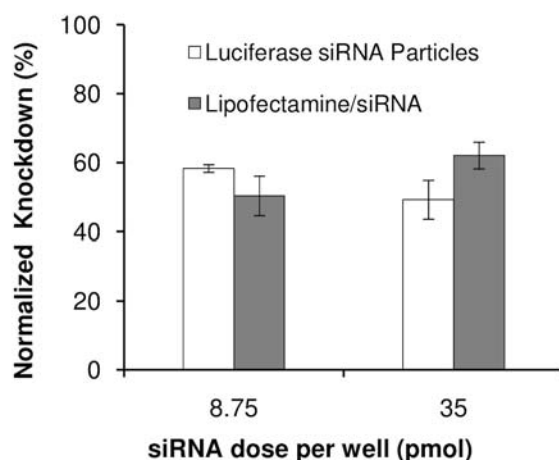 Normalized Knockdown (%)
100
80
60
40
20
0
Luciferase siRNA Particles
Lipofectamine/siRNA
8.75
35
siRNA dose per well (pmol)